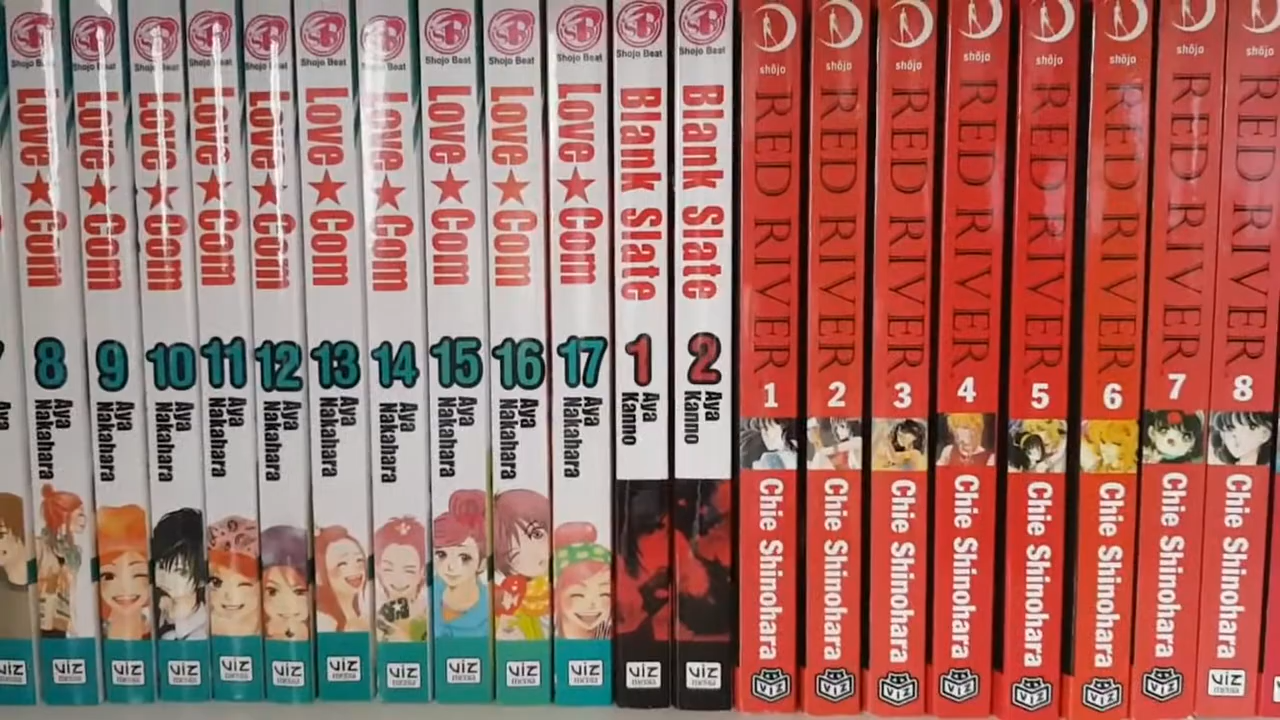 Shojo Beat
Love★Com
8
Aya
Nakahara
viz
media
Shojo Beat
Love★Com
9
Aya
Nakahara
viz
media
Shojo Beat
Love★Com
10
Aya
Nakahara
viz
media
Shojo Beat
Love★Com
11
Aya
Nakahara
viz
media
Shojo Beat
Love★Com
12
Aya
Nakahara
viz
media
Shojo Beat
Love★Com
13
Aya
Nakahara
viz
media
Shojo Beat
Love★Com
14
Aya
Nakahara
viz
media
Shojo Beat
Love★Com
15
Aya
Nakahara
viz
media
Shojo Beat
Love★Com
16
Aya
Nakahara
viz
media
Shojo Beat
Love★Com
17
Aya
Nakahara
viz
media
Shojo Beat
Blank Slate
1
Aya
Kanno
viz
media
Shojo Beat
Blank Slate
2
Aya
Kanno
viz
media
shōjo
RED RIVER
1
Chie Shinohara
VIZ
shōjo
RED RIVER
2
Chie Shinohara
VIZ
shōjo
RED RIVER
3
Chie Shinohara
VIZ
shōjo
RED RIVER
4
Chie Shinohara
VIZ
shōjo
RED RIVER
5
Chie Shinohara
VIZ
shōjo
RED RIVER
6
Chie Shinohara
VIZ
shōjo
RED RIVER
7
Chie Shinohara
VIZ
shōjo
RED RIVER
8
Chie Shinohara
viz
media